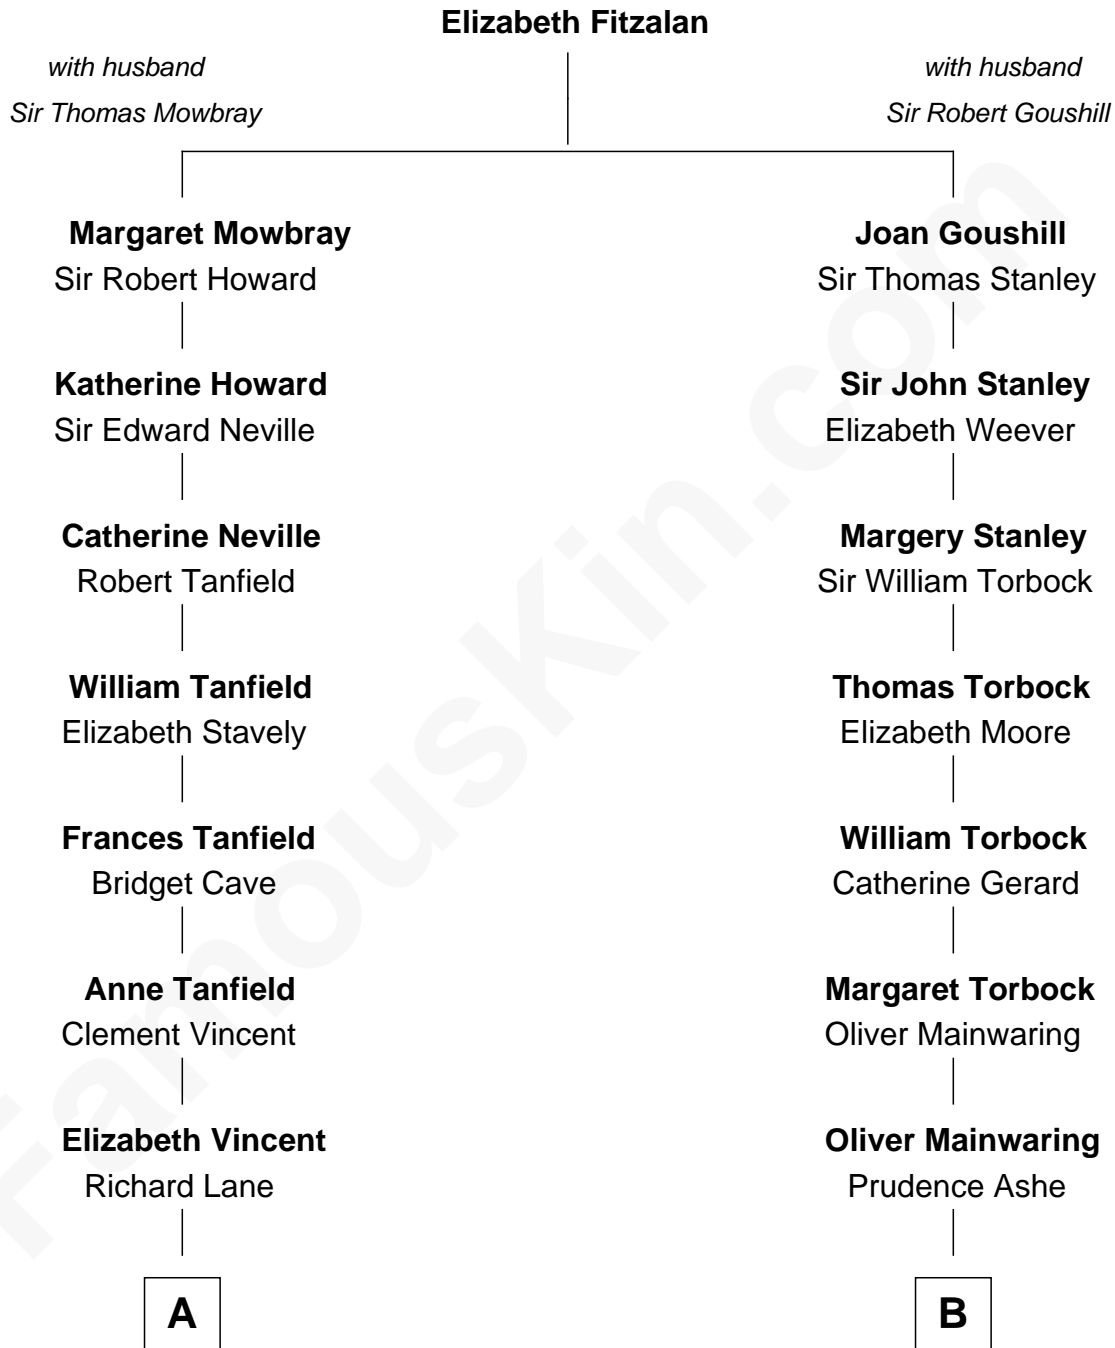 Elizabeth Fitzalan
with husband
Sir Thomas Mowbray
with husband
Sir Robert Goushill
Margaret Mowbray
Sir Robert Howard
Joan Goushill
Sir Thomas Stanley
Katherine Howard
Sir Edward Neville
Sir John Stanley
Elizabeth Weever
Catherine Neville
Robert Tanfield
Margery Stanley
Sir William Torbock
William Tanfield
Elizabeth Stavely
Thomas Torbock
Elizabeth Moore
Frances Tanfield
Bridget Cave
William Torbock
Catherine Gerard
Anne Tanfield
Clement Vincent
Margaret Torbock
Oliver Mainwaring
Elizabeth Vincent
Richard Lane
Oliver Mainwaring
Prudence Ashe
A
B
FamousKin.com